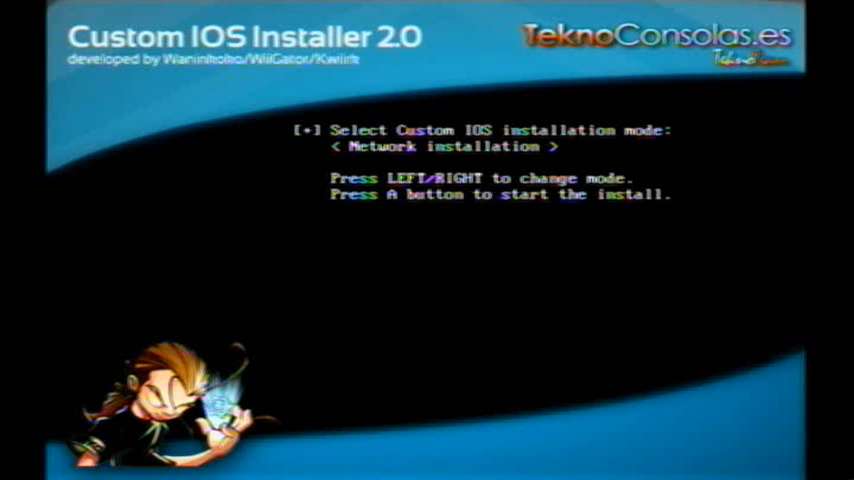 Custom IOS Installer 2.0
developed by Waninkoko/WiiGator/Kwiirk
TeknoConsolas.es
TeknoTeam
[+] Select Custom IOS installation mode:
< Network installation >
Press LEFT/RIGHT to change mode.
Press A button to start the install.